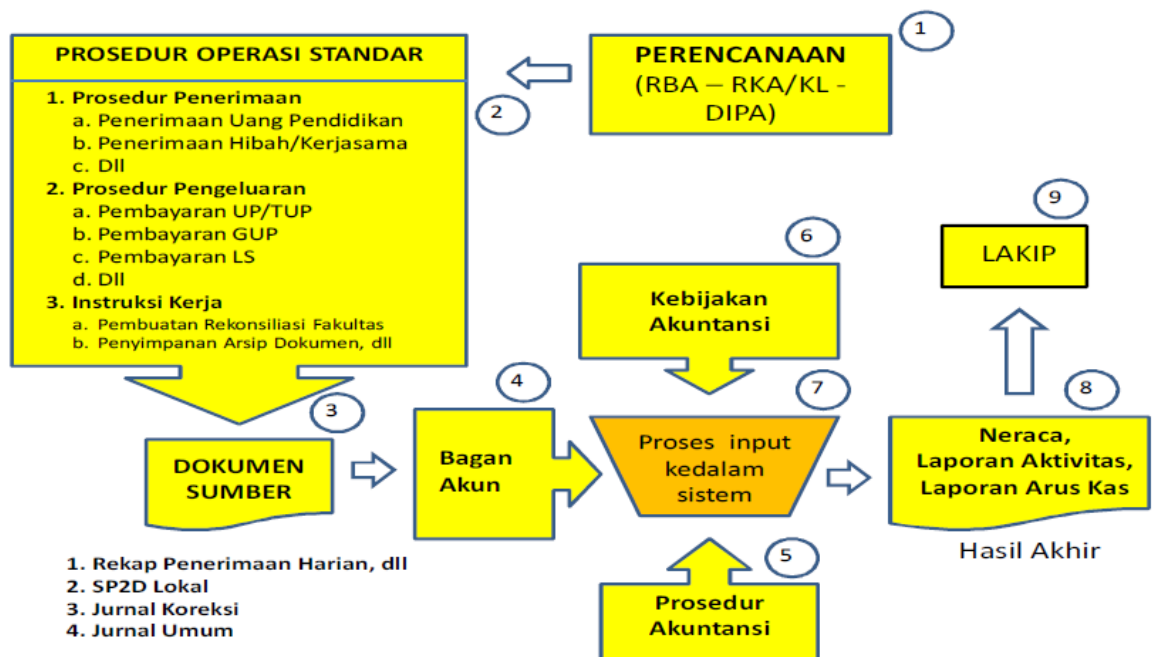 1
PERENCANAAN
(RBA – RKA/KL -
DIPA)
PROSEDUR OPERASI STANDAR
2
1. Prosedur Penerimaan
a. Penerimaan Uang Pendidikan
b. Penerimaan Hibah/Kerjasama
c. Dll
2. Prosedur Pengeluaran
a. Pembayaran UP/TUP
b. Pembayaran GUP
c. Pembayaran LS
d. Dll
3. Instruksi Kerja
a. Pembuatan Rekonsiliasi Fakultas
b. Penyimpanan Arsip Dokumen, dll
3
DOKUMEN
SUMBER
1. Rekap Penerimaan Harian, dll
2. SP2D Lokal
3. Jurnal Koreksi
4. Jurnal Umum
4
Bagan
Akun
5
Prosedur
Akuntansi
6
Kebijakan
Akuntansi
7
Proses input
kedalam
sistem
8
Neraca,
Laporan Aktivitas,
Laporan Arus Kas
Hasil Akhir
9
LAKIP